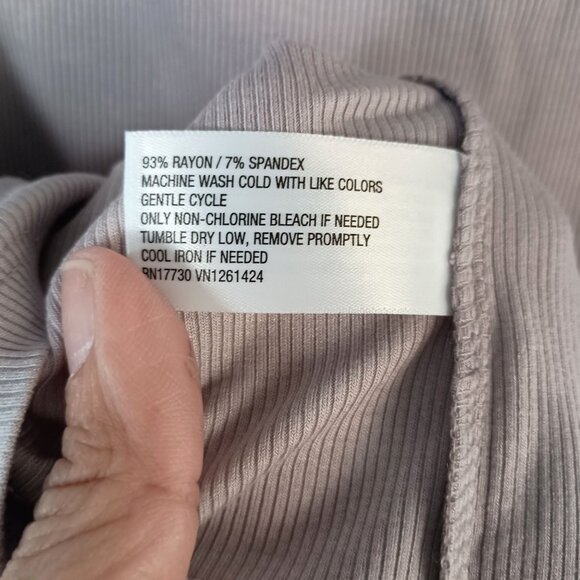 93% RAYON / 7% SPANDEX
MACHINE WASH COLD WITH LIKE COLORS
GENTLE CYCLE
ONLY NON-CHLORINE BLEACH IF NEEDED
TUMBLE DRY LOW, REMOVE PROMPTLY
COOL IRON IF NEEDED
RN17730 VN1261424